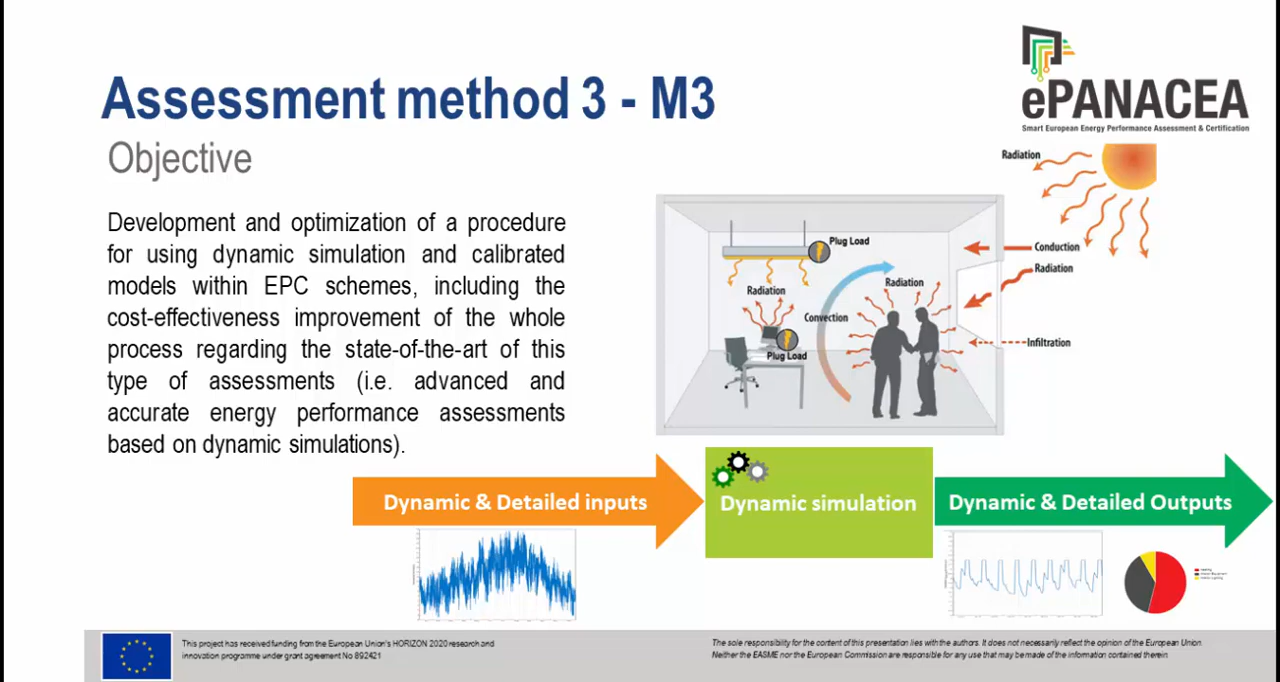 ePANACEA
Smart European Energy Performance Assessment & Certification
Assessment method 3 - M3
Objective
Development and optimization of a procedure
for using dynamic simulation and calibrated
models within EPC schemes, including the
cost-effectiveness improvement of the whole
process regarding the state-of-the-art of this
type of assessments (i.e. advanced and
accurate energy performance assessments
based on dynamic simulations).
Radiation
Plug Load
Conduction
Radiation
Radiation
Radiation
Convection
Infiltration
Plug Load
Dynamic & Detailed inputs
Dynamic simulation
Dynamic & Detailed Outputs
This project has received funding from the European Union's HORIZON 2020 research and
innovation programme under grant agreement No 892421
The sole responsibility for the content of this presentation lies with the authors. It does not necessarily reflect the opinion of the European Union.
Neither the EASME nor the European Commission are responsible for any use that may be made of the information contained therein